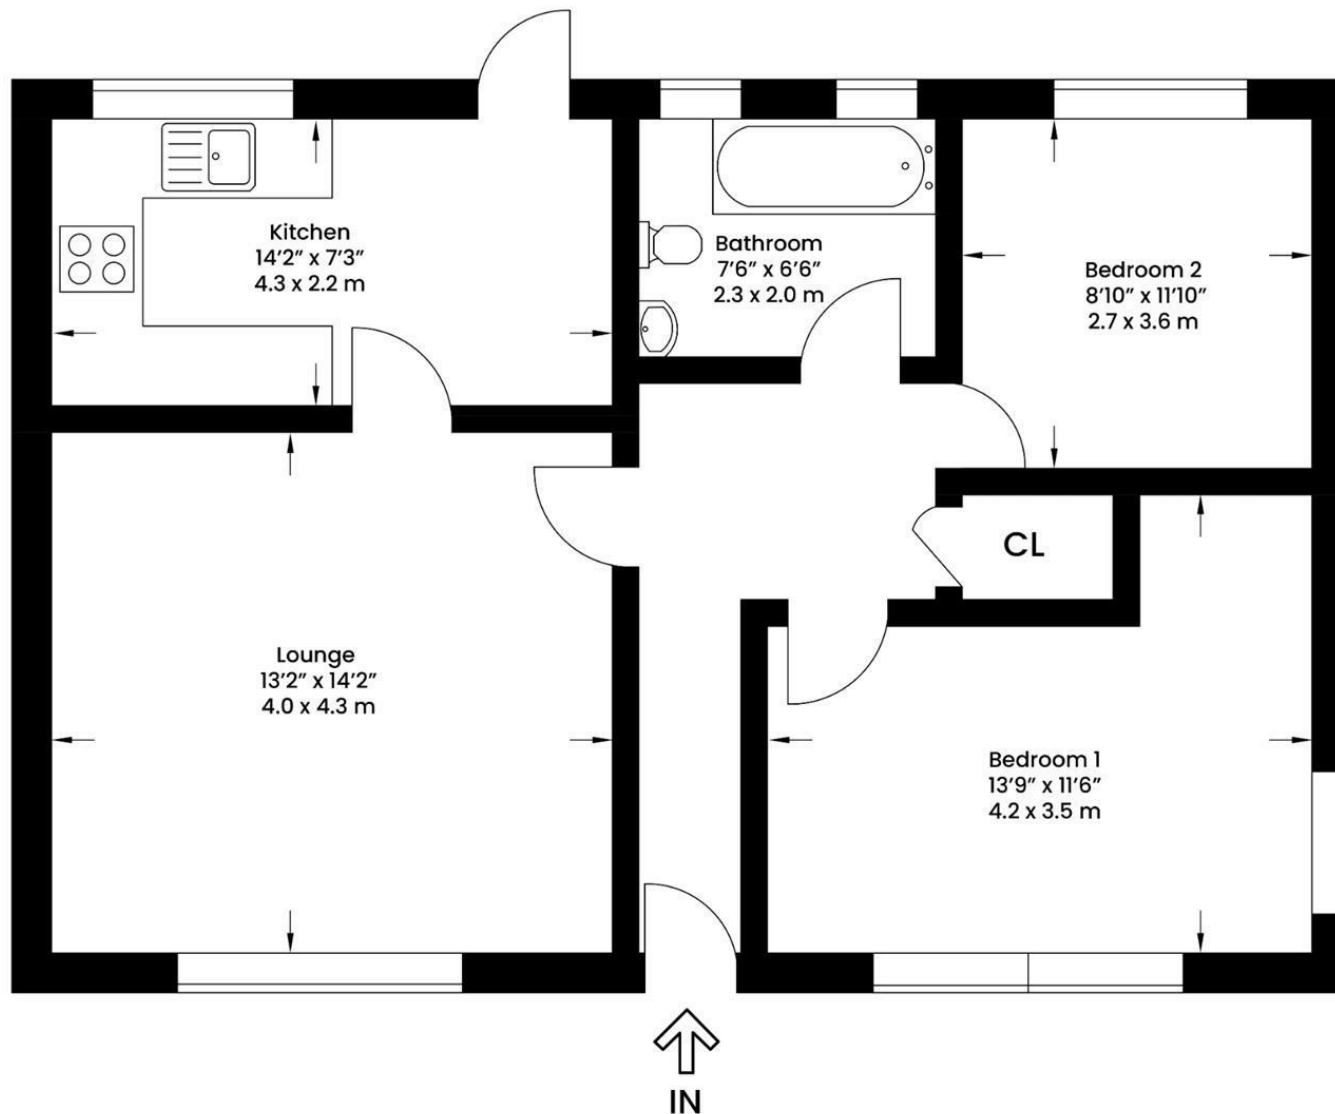 Kitchen
14’2” x 7’3”
4.3 x 2.2 m
Bathroom
7’6” x 6’6”
2.3 x 2.0 m
Bedroom 2
8’10” x 11’10”
2.7 x 3.6 m
CL
Lounge
13’2” x 14’2”
4.0 x 4.3 m
Bedroom 1
13’9” x 11’6”
4.2 x 3.5 m
IN